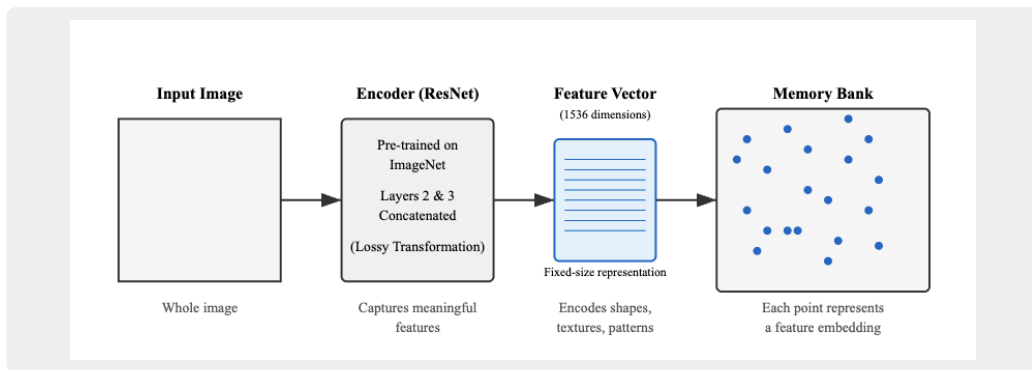 Input Image
Whole image
Encoder (ResNet)
Pre-trained on
ImageNet
Layers 2 & 3
Concatenated
(Lossy Transformation)
Captures meaningful
features
Feature Vector
(1536 dimensions)
Fixed-size representation
Encodes shapes,
textures, patterns
Memory Bank
Each point represents
a feature embedding